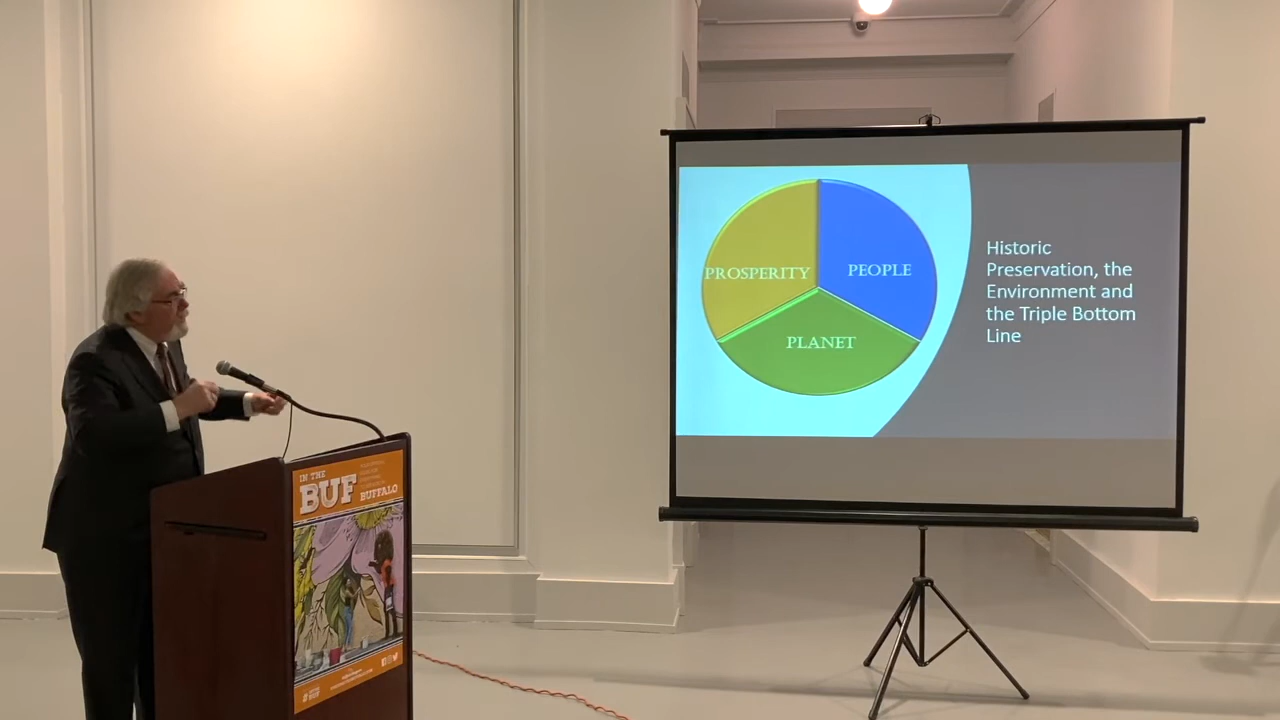 PROSPERITY
PEOPLE
PLANET
Historic
Preservation, the
Environment and
the Triple Bottom
Line
IN THE
BUF
BUFFALO